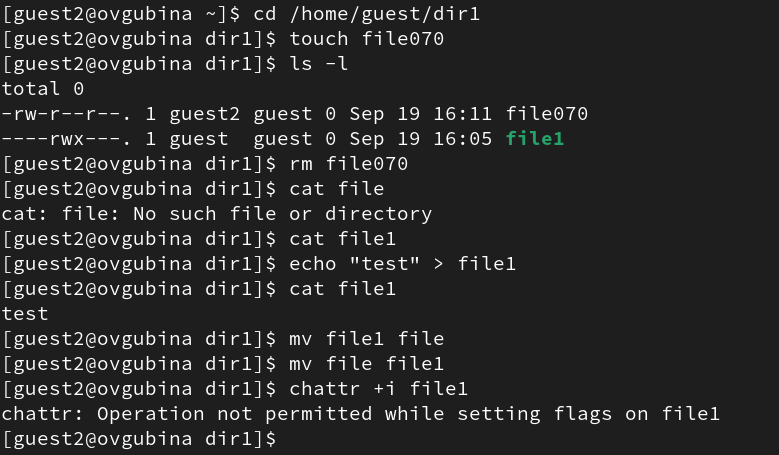 [guest2@ovgubina ~]$ cd /home/guest/dir1
[guest2@ovgubina dir1]$ touch file070
[guest2@ovgubina dir1]$ ls -l
total 0
-rw-r--r--. 1 guest2 guest 0 Sep 19 16:11 file070
----rwx---. 1 guest  guest 0 Sep 19 16:05 file1
[guest2@ovgubina dir1]$ rm file070
[guest2@ovgubina dir1]$ cat file
cat: file: No such file or directory
[guest2@ovgubina dir1]$ cat file1
[guest2@ovgubina dir1]$ echo "test" > file1
[guest2@ovgubina dir1]$ cat file1
test
[guest2@ovgubina dir1]$ mv file1 file
[guest2@ovgubina dir1]$ mv file file1
[guest2@ovgubina dir1]$ chattr +i file1
chattr: Operation not permitted while setting flags on file1
[guest2@ovgubina dir1]$